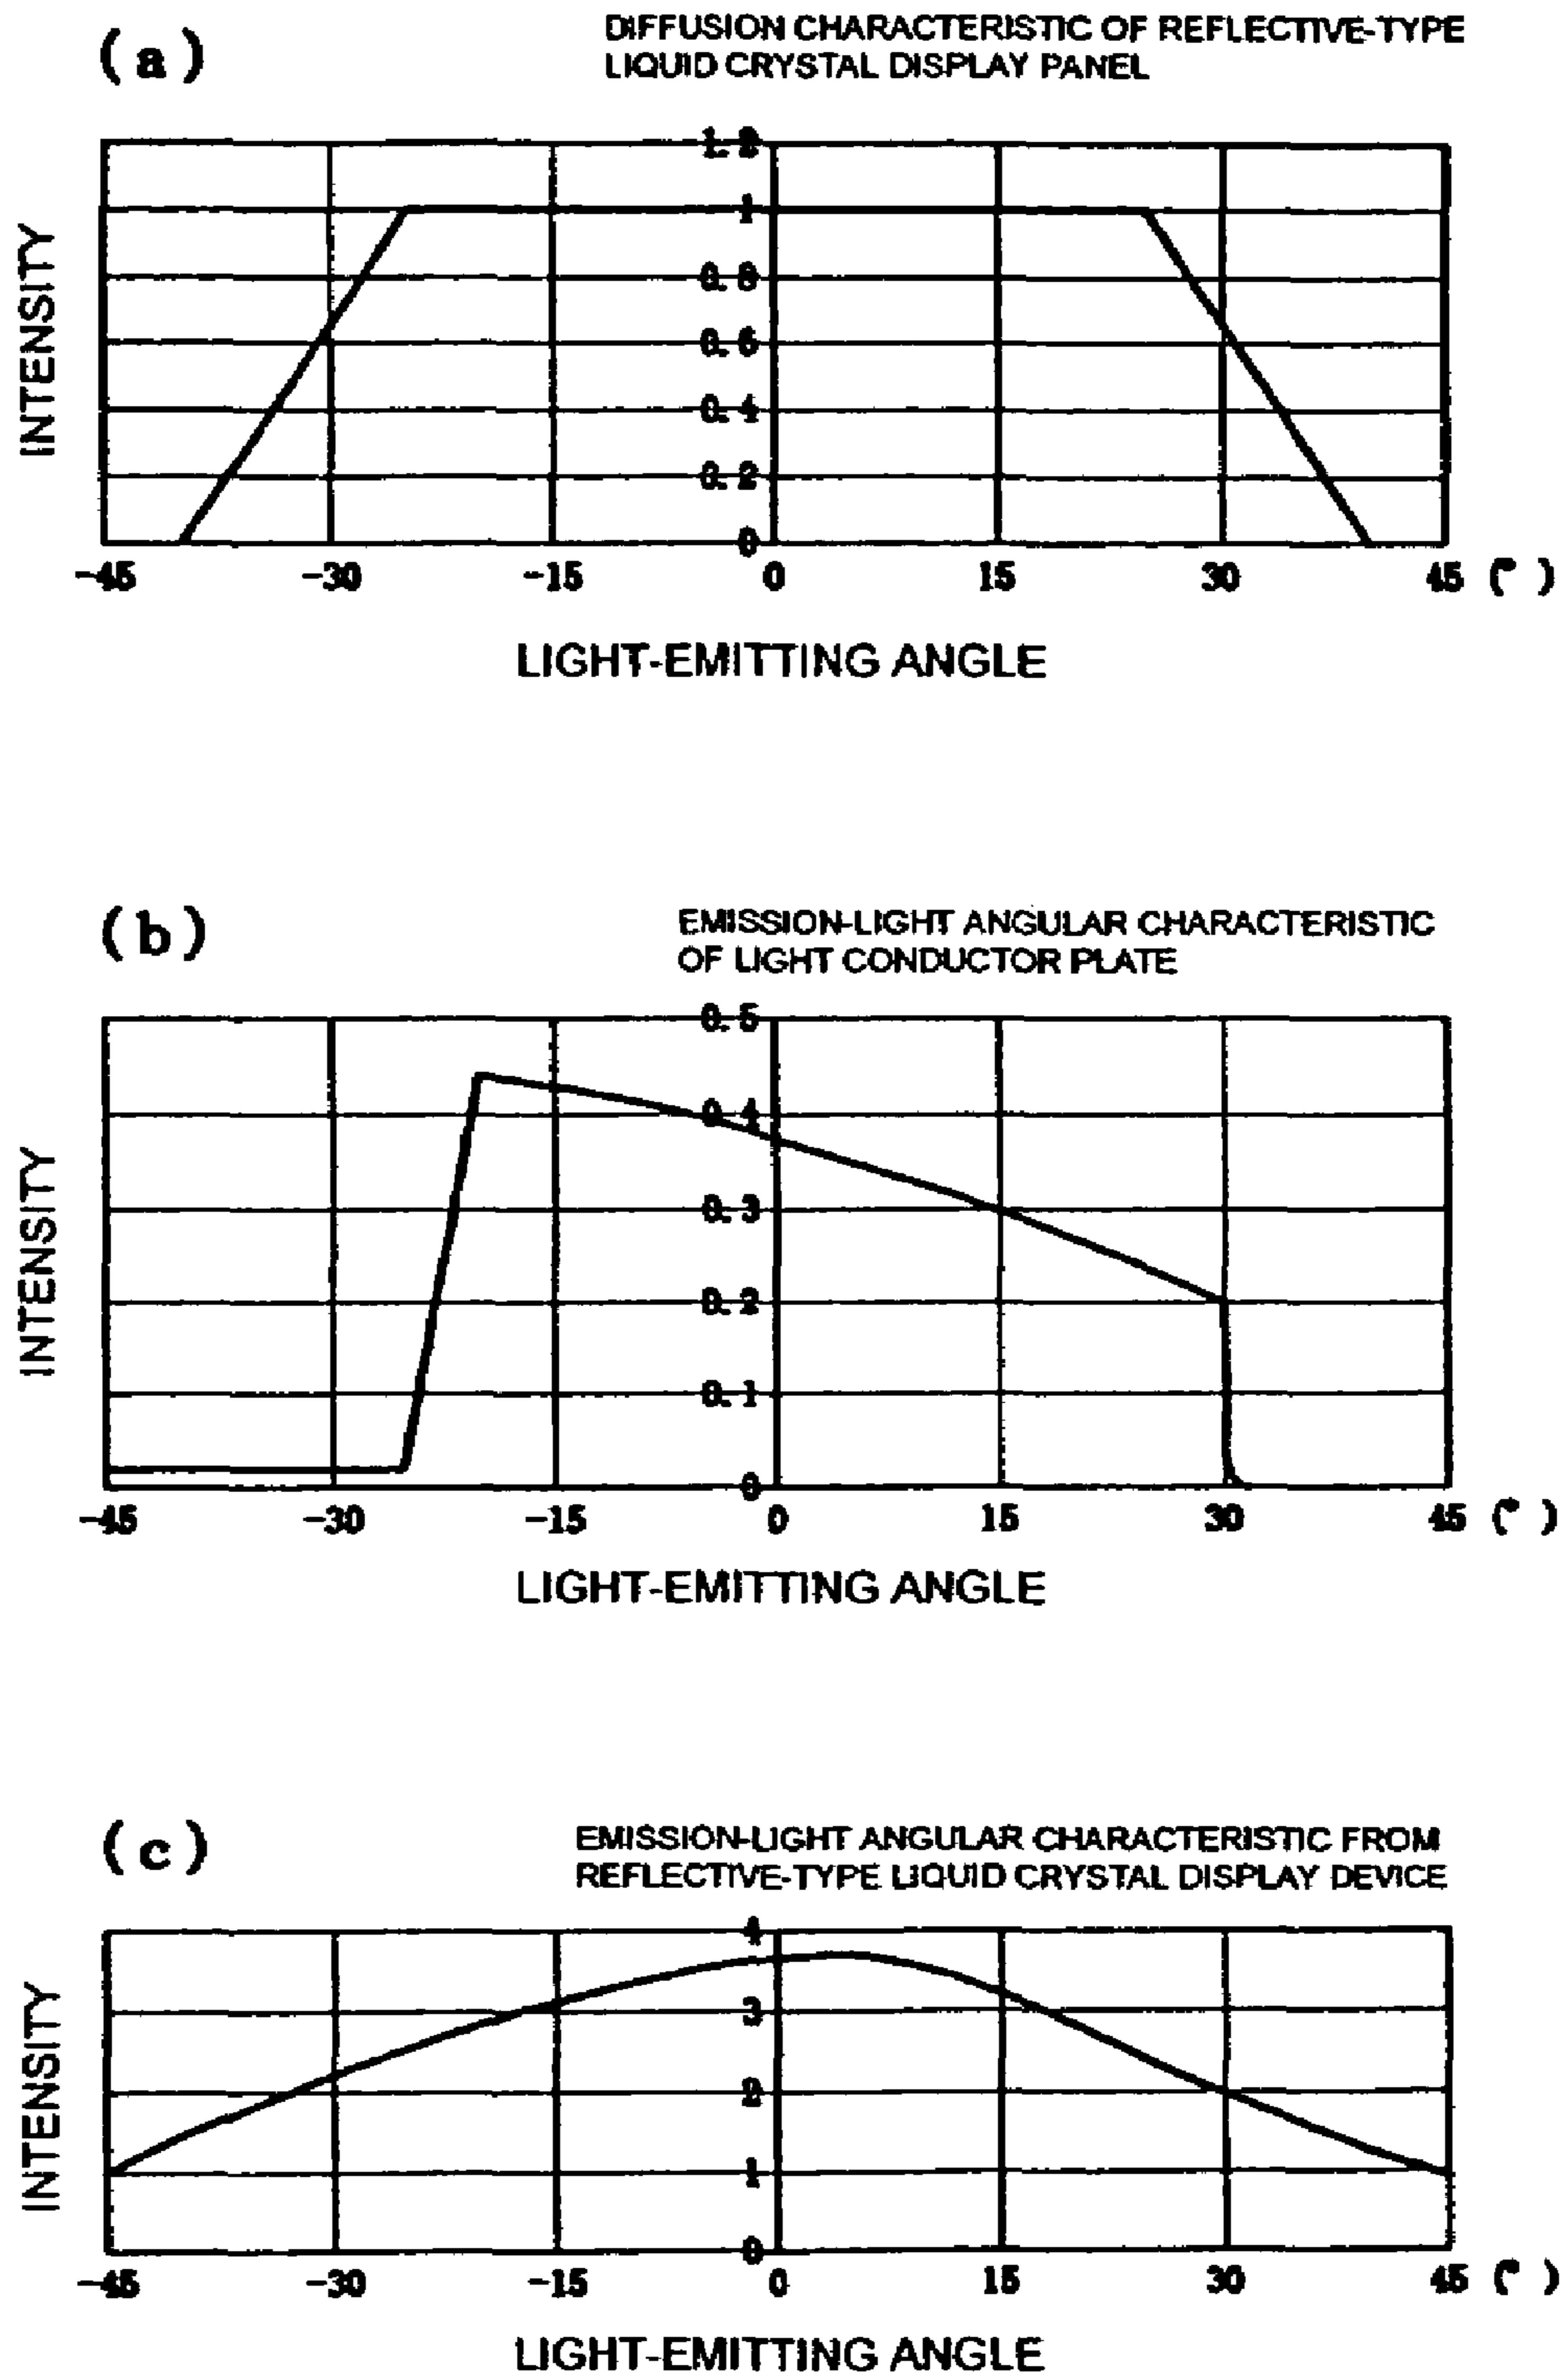 (a)
DIFFUSION CHARACTERISTIC OF REFLECTIVE-TYPE
LIQUID CRYSTAL DISPLAY PANEL
INTENSITY
1.2
1
0.8
0.6
0.4
0.2
0
-45 -30 -15 0 15 30 45 (°)
LIGHT-EMITTING ANGLE
(b)
EMISSION-LIGHT ANGULAR CHARACTERISTIC
OF LIGHT CONDUCTOR PLATE
INTENSITY
0.5
0.4
0.3
0.2
0.1
0
-45 -30 -15 0 15 30 45 (°)
LIGHT-EMITTING ANGLE
(c)
EMISSION-LIGHT ANGULAR CHARACTERISTIC FROM
REFLECTIVE-TYPE LIQUID CRYSTAL DISPLAY DEVICE
INTENSITY
4
3
2
1
0
-45 -30 -15 0 15 30 45 (°)
LIGHT-EMITTING ANGLE